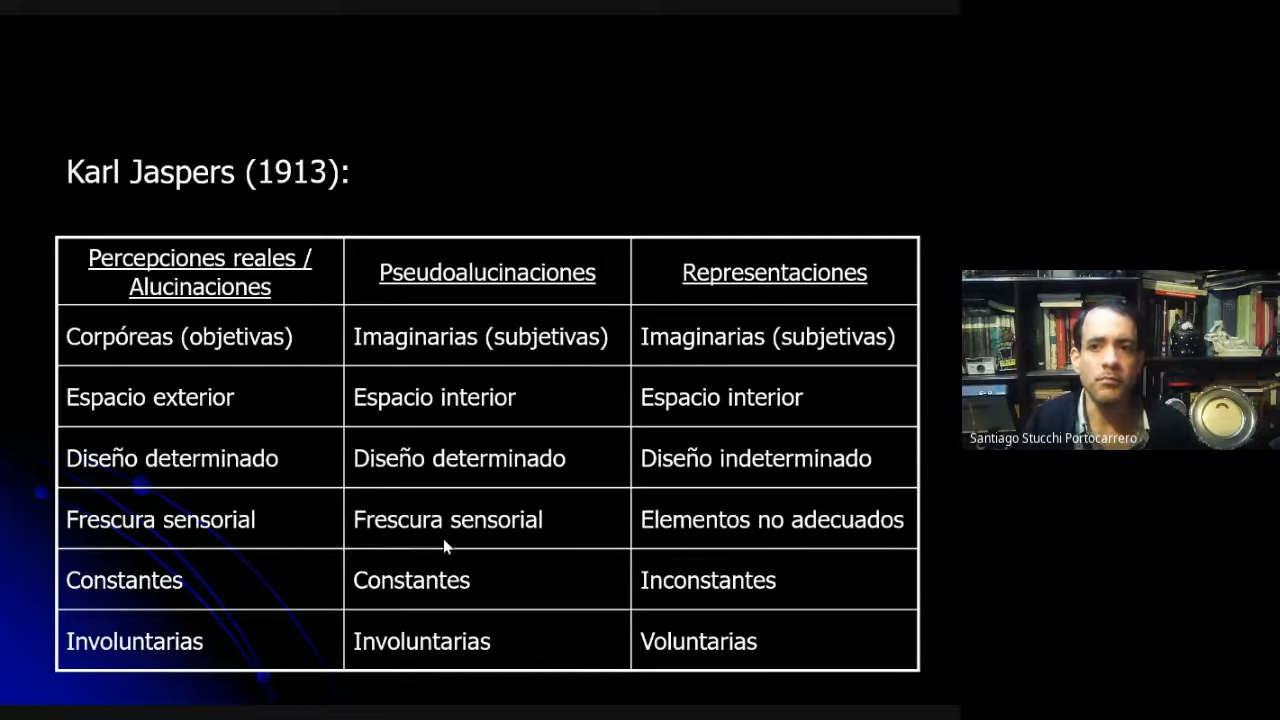 Karl Jaspers (1913):
Percepciones reales /
Alucinaciones
Pseudoalucinaciones
Representaciones
Corpóreas (objetivas)
Imaginarias (subjetivas)
Imaginarias (subjetivas)
Espacio exterior
Espacio interior
Espacio interior
Diseño determinado
Diseño determinado
Diseño indeterminado
Frescura sensorial
Frescura sensorial
Elementos no adecuados
Constantes
Constantes
Inconstantes
Involuntarias
Involuntarias
Voluntarias
Santiago Stucchi Portocarrero